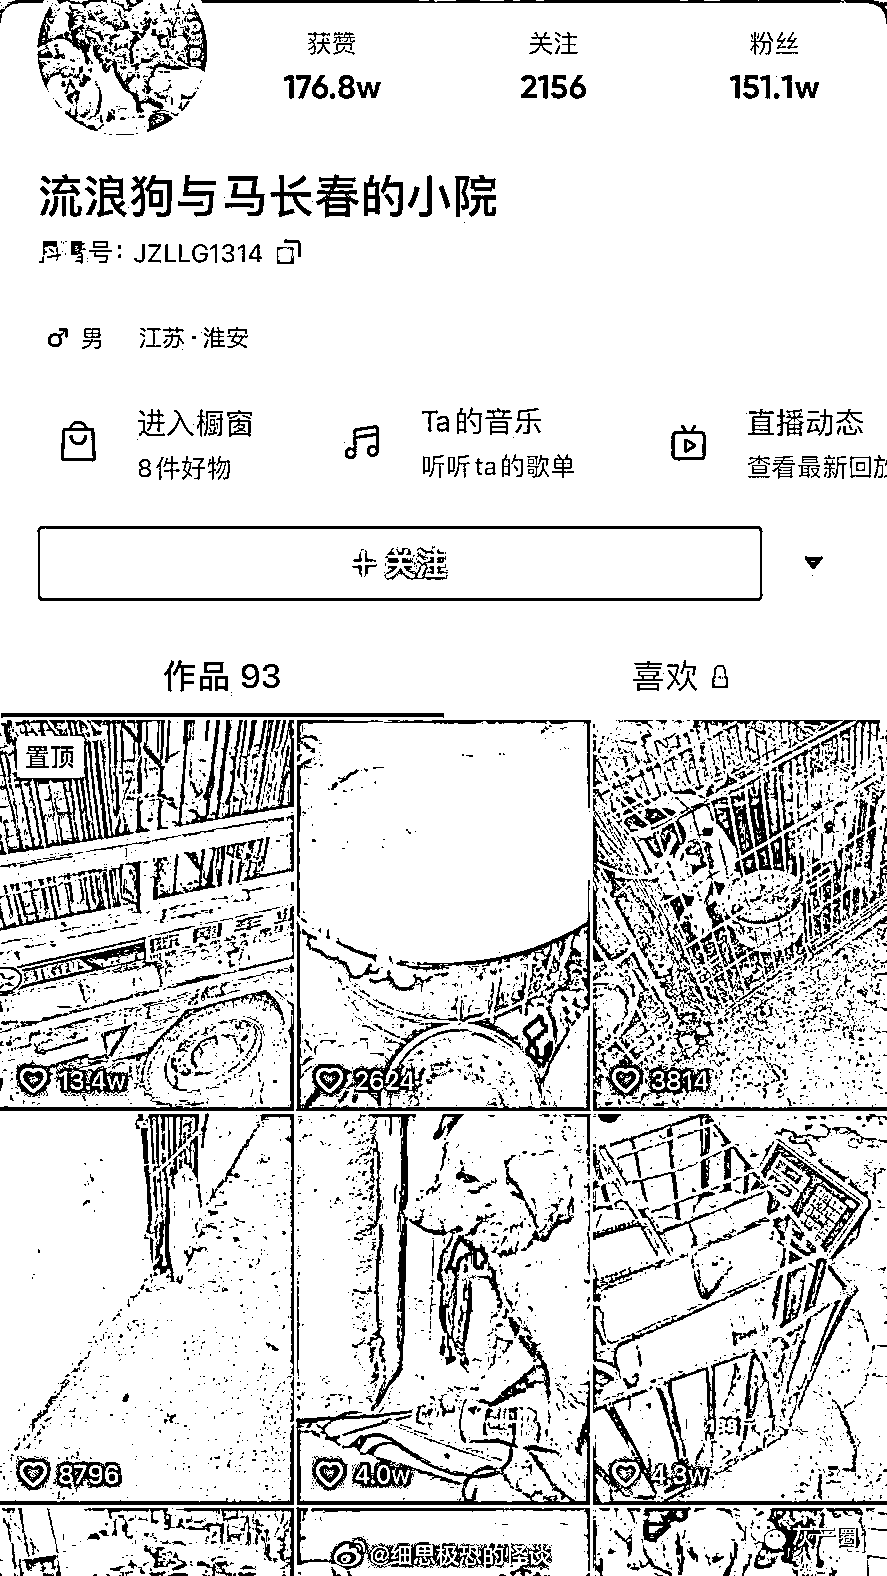 获赞 关注 粉丝
176.8w 2156 151.1w
流浪狗与马长春的小院
抖音号：JZLLG1314
男 江苏·淮安
进入橱窗 Ta的音乐 直播动态
8件好物 听听ta的歌单 查看最新回放
+ 关注
作品 93 喜欢
置顶
13.4w 2624 3814
8796 4.0w 4.3w
@细思极恐的怪谈